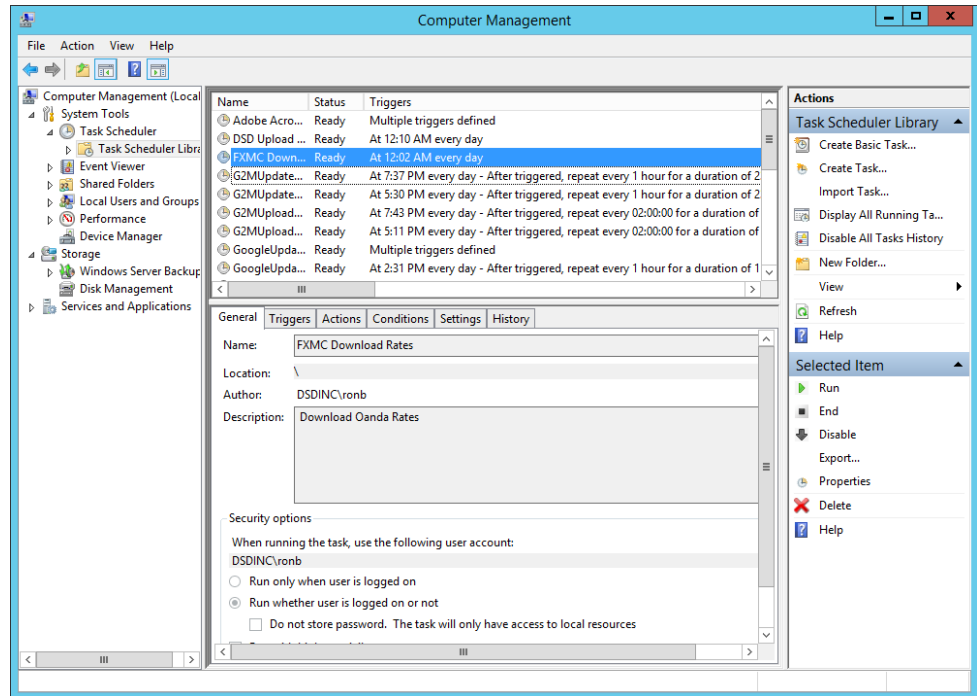 Computer Management
File Action View Help
Computer Management (Local
System Tools
Task Scheduler
Task Scheduler Libra
Event Viewer
Shared Folders
Local Users and Groups
Performance
Device Manager
Storage
Windows Server Backup
Disk Management
Services and Applications
Name Status Triggers
Adobe Acro... Ready Multiple triggers defined
DSD Upload ... Ready At 12:10 AM every day
FXMC Down... Ready At 12:02 AM every day
G2MUpdate... Ready At 7:37 PM every day - After triggered, repeat every 1 hour for a duration of 2
G2MUpdate... Ready At 5:30 PM every day - After triggered, repeat every 1 hour for a duration of 2
G2MUpload... Ready At 7:43 PM every day - After triggered, repeat every 02:00:00 for a duration of
G2MUpload... Ready At 5:11 PM every day - After triggered, repeat every 02:00:00 for a duration of
GoogleUpda... Ready Multiple triggers defined
GoogleUpda... Ready At 2:31 PM every day - After triggered, repeat every 1 hour for a duration of 1
General Triggers Actions Conditions Settings History
Name: FXMC Download Rates
Location: \
Author: DSDINC\ronb
Description: Download Oanda Rates
Security options
When running the task, use the following user account:
DSDINC\ronb
Run only when user is logged on
Run whether user is logged on or not
Do not store password. The task will only have access to local resources
Actions
Task Scheduler Library
Create Basic Task...
Create Task...
Import Task...
Display All Running Ta...
Disable All Tasks History
New Folder...
View
Refresh
Help
Selected Item
Run
End
Disable
Export...
Properties
Delete
Help